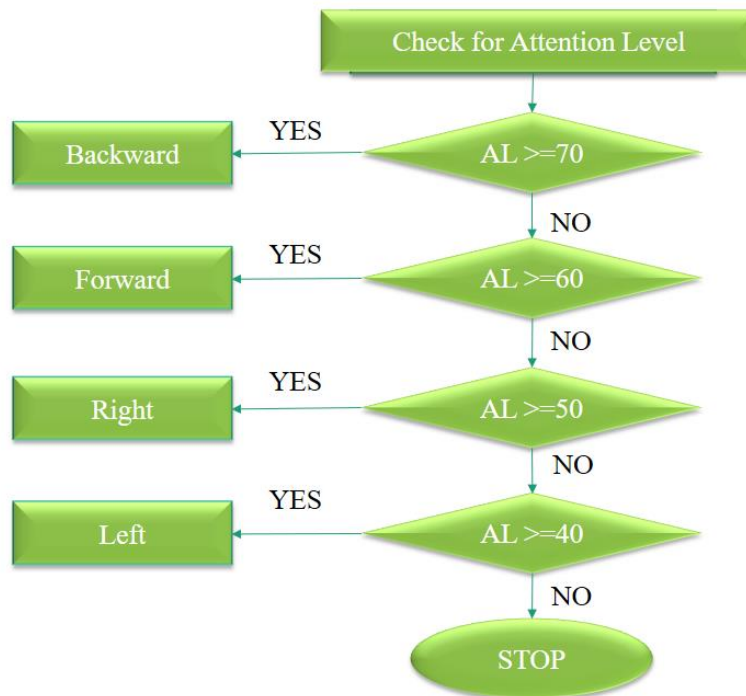 Check for Attention Level
YES
Backward
AL >=70
NO
YES
Forward
AL >=60
NO
YES
Right
AL >=50
NO
YES
Left
AL >=40
NO
STOP